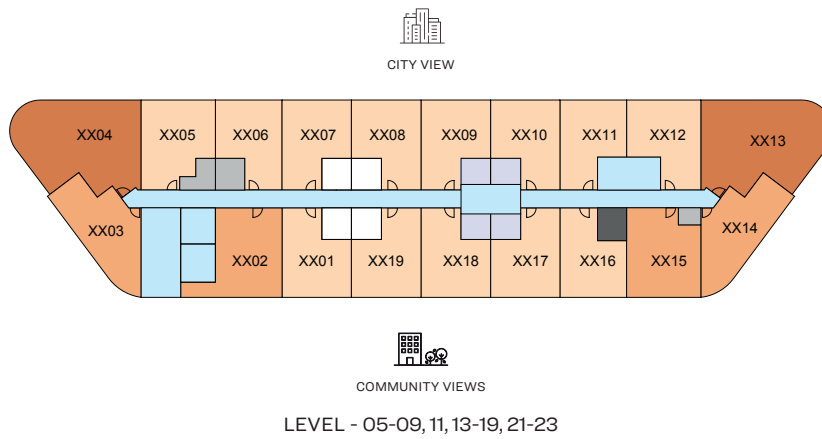 CITY VIEW
XX04 XX05 XX06 XX07 XX08 XX09 XX10 XX11 XX12 XX13
XX03 XX02 XX01 XX19 XX18 XX17 XX16 XX15 XX14
COMMUNITY VIEWS
LEVEL - 05-09, 11, 13-19, 21-23